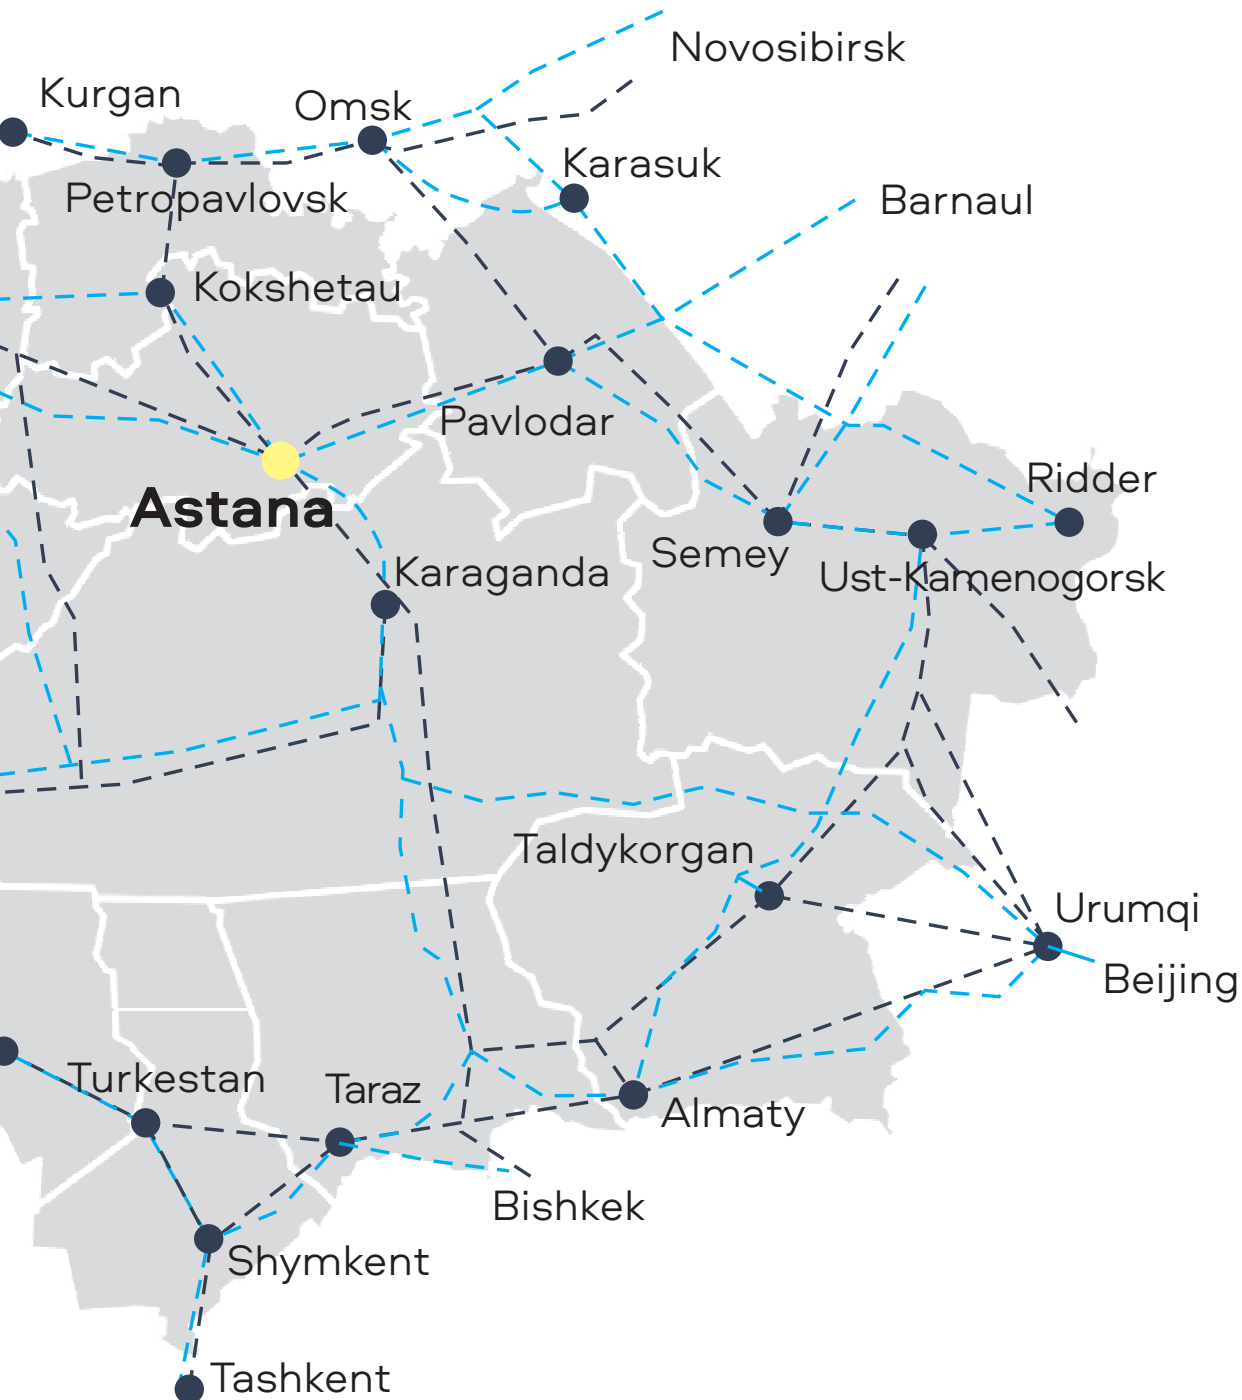 Novosibirsk
Kurgan
Omsk
Karasuk
Petropavlovsk
Barnaul
Kokshetau
Pavlodar
Ridder
Astana
Semey
Karaganda
Ust-Kamenogorsk
Taldykorgan
Urumqi
Beijing
Turkestan
Taraz
Almaty
Bishkek
Shymkent
Tashkent